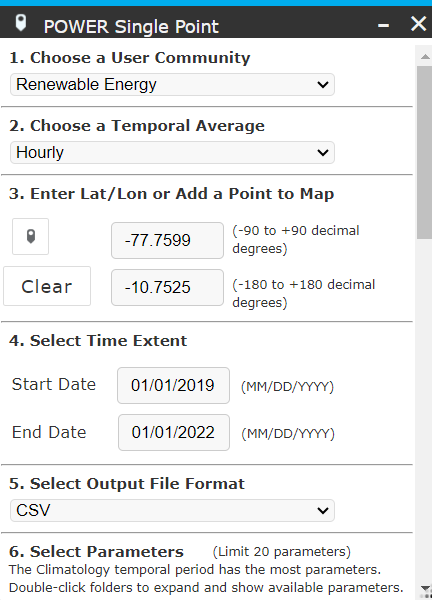 POWER Single Point
1. Choose a User Community
Renewable Energy
2. Choose a Temporal Average
Hourly
3. Enter Lat/Lon or Add a Point to Map
-77.7599
(-90 to +90 decimal
degrees)
Clear
-10.7525
(-180 to +180 decimal
degrees)
4. Select Time Extent
Start Date 01/01/2019 (MM/DD/YYYY)
End Date 01/01/2022 (MM/DD/YYYY)
5. Select Output File Format
CSV
6. Select Parameters (Limit 20 parameters)
The Climatology temporal period has the most parameters.
Double-click folders to expand and show available parameters.